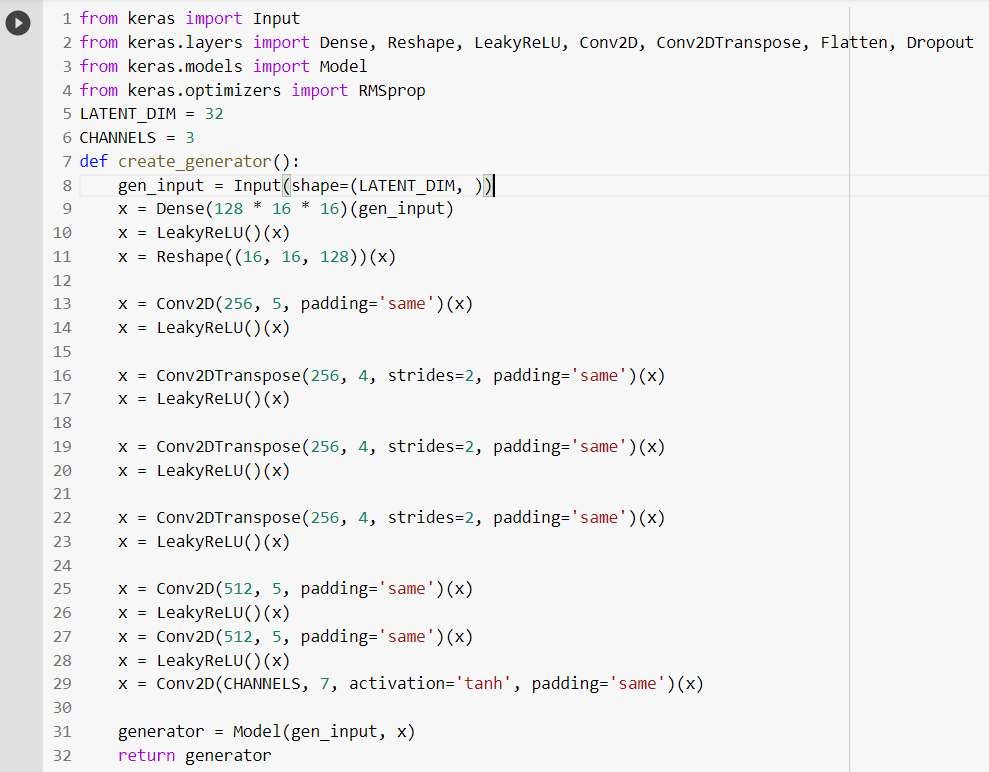 1 from keras import Input
2 from keras.layers import Dense, Reshape, LeakyReLU, Conv2D, Conv2DTranspose, Flatten, Dropout
3 from keras.models import Model
4 from keras.optimizers import RMSprop
5 LATENT_DIM = 32
6 CHANNELS = 3
7 def create_generator():
8     gen_input = Input(shape=(LATENT_DIM, ))
9     x = Dense(128 * 16 * 16)(gen_input)
10     x = LeakyReLU()(x)
11     x = Reshape((16, 16, 128))(x)
12
13     x = Conv2D(256, 5, padding='same')(x)
14     x = LeakyReLU()(x)
15
16     x = Conv2DTranspose(256, 4, strides=2, padding='same')(x)
17     x = LeakyReLU()(x)
18
19     x = Conv2DTranspose(256, 4, strides=2, padding='same')(x)
20     x = LeakyReLU()(x)
21
22     x = Conv2DTranspose(256, 4, strides=2, padding='same')(x)
23     x = LeakyReLU()(x)
24
25     x = Conv2D(512, 5, padding='same')(x)
26     x = LeakyReLU()(x)
27     x = Conv2D(512, 5, padding='same')(x)
28     x = LeakyReLU()(x)
29     x = Conv2D(CHANNELS, 7, activation='tanh', padding='same')(x)
30
31     generator = Model(gen_input, x)
32     return generator